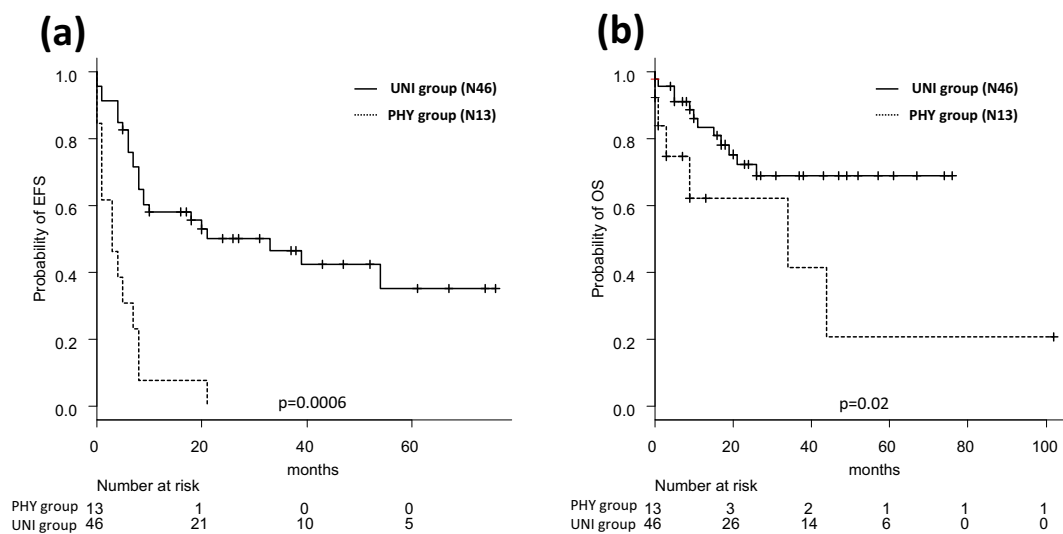 (a)
1.0
0.8
0.6
0.4
0.2
0.0
Probability of EFS
UNI group (N46)
PHY group (N13)
p=0.0006
0 20 40 60
months
Number at risk
PHY group 13 1 0 0
UNI group 46 21 10 5
(b)
1.0
0.8
0.6
0.4
0.2
0.0
Probability of OS
UNI group (N46)
PHY group (N13)
p=0.02
0 20 40 60 80 100
months
Number at risk
PHY group 13 3 2 1 1 1
UNI group 46 26 14 6 0 0